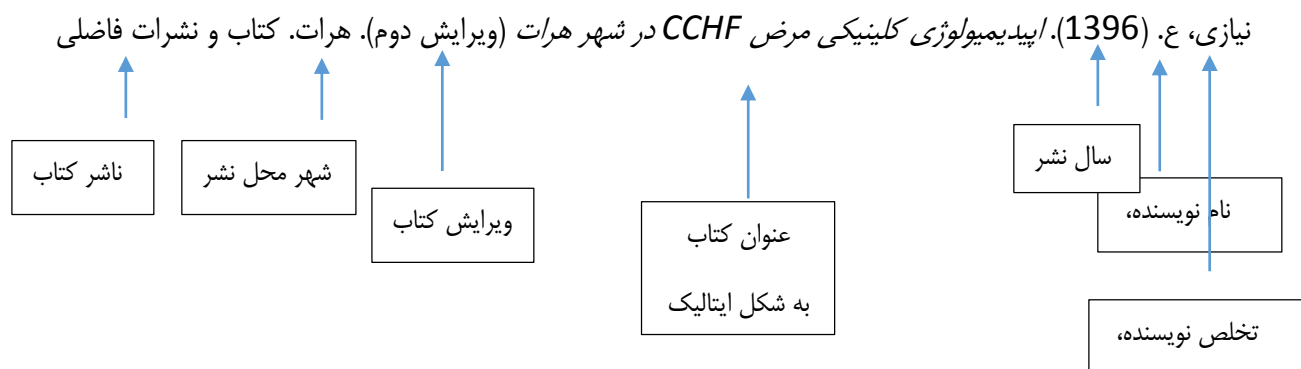 نیازی، ع. (1396). اپیدیمیولوژی کلینیکی مرض CCHF در شهر هرات (ویرایش دوم). هرات. کتاب و نشرات فاضلی
سال نشر
نام نویسنده،
تخلص نویسنده،
عنوان کتاب
به شکل ایتالیک
ویرایش کتاب
شهر محل نشر
ناشر کتاب